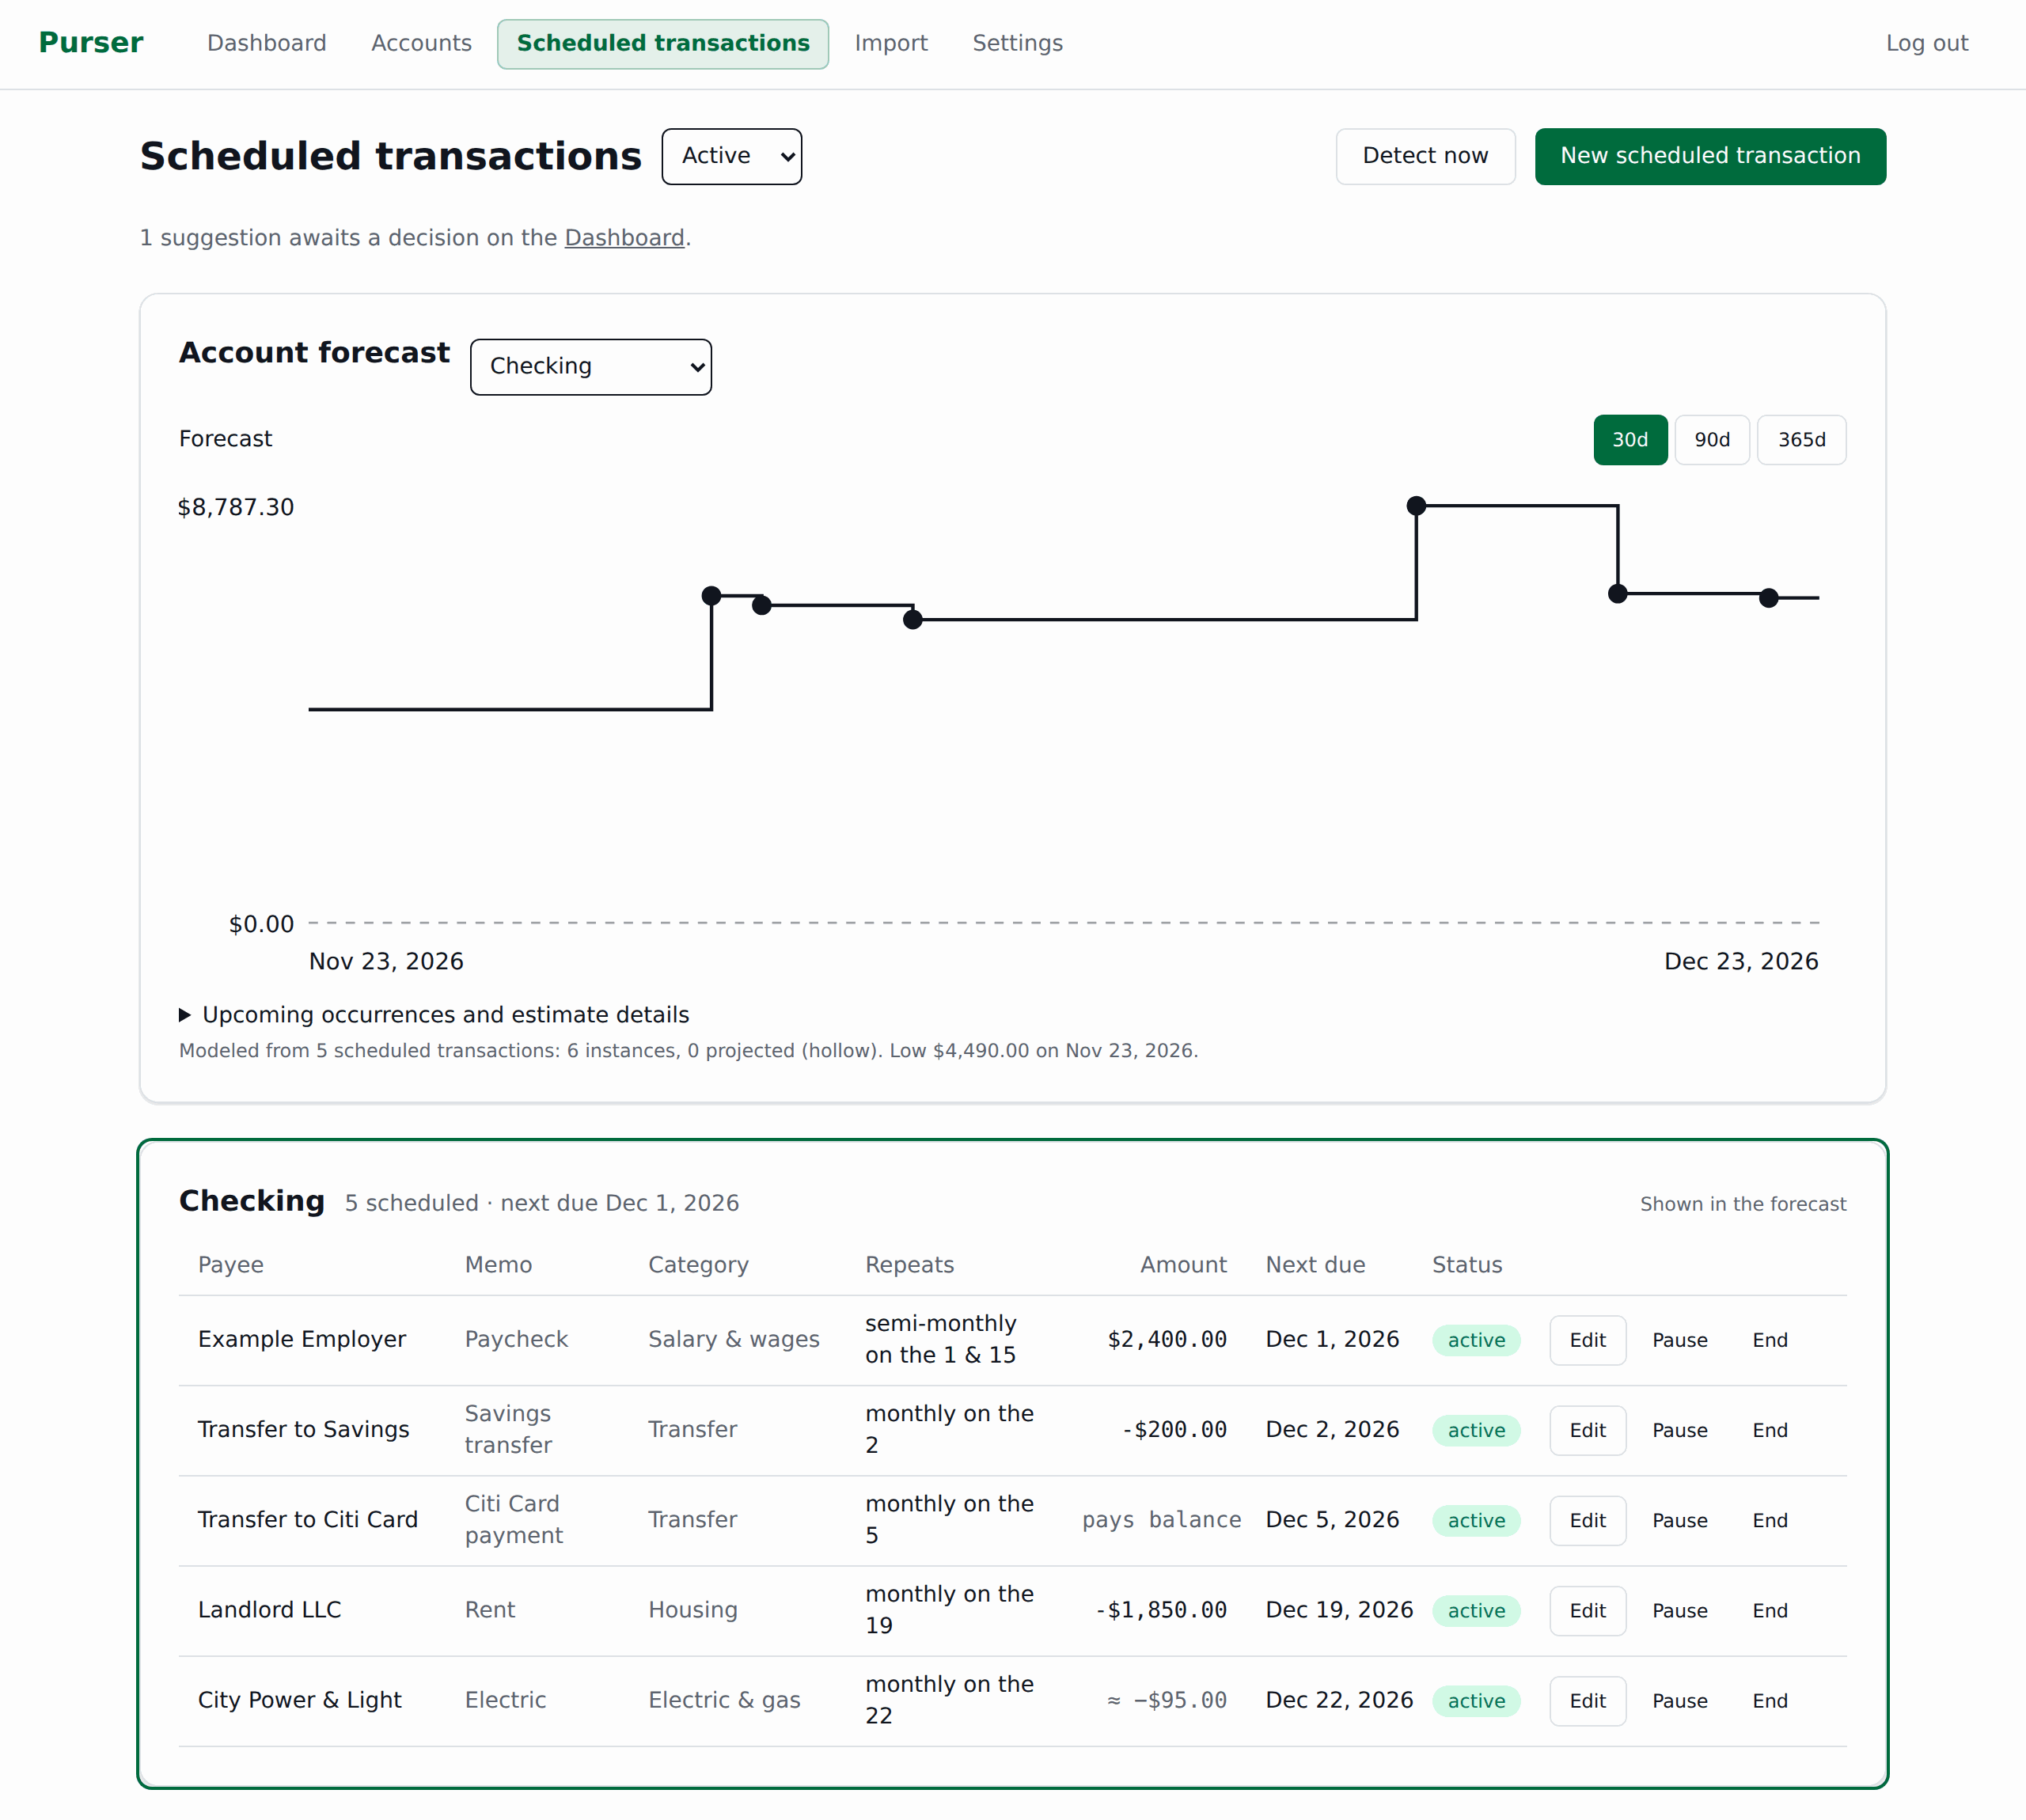 Purser Dashboard Accounts Scheduled transactions Import Settings Log out
Scheduled transactions Active Detect now New scheduled transaction
1 suggestion awaits a decision on the Dashboard.
Account forecast Checking
Forecast 30d 90d 365d
$8,787.30
$0.00
Nov 23, 2026 Dec 23, 2026
Upcoming occurrences and estimate details
Modeled from 5 scheduled transactions: 6 instances, 0 projected (hollow). Low $4,490.00 on Nov 23, 2026.
Checking 5 scheduled · next due Dec 1, 2026 Shown in the forecast
Payee Memo Category Repeats Amount Next due Status
Example Employer Paycheck Salary & wages semi-monthly on the 1 & 15 $2,400.00 Dec 1, 2026 active Edit Pause End
Transfer to Savings Savings transfer Transfer monthly on the 2 -$200.00 Dec 2, 2026 active Edit Pause End
Transfer to Citi Card Citi Card payment Transfer monthly on the 5 pays balance Dec 5, 2026 active Edit Pause End
Landlord LLC Rent Housing monthly on the 19 -$1,850.00 Dec 19, 2026 active Edit Pause End
City Power & Light Electric Electric & gas monthly on the 22 ≈ −$95.00 Dec 22, 2026 active Edit Pause End